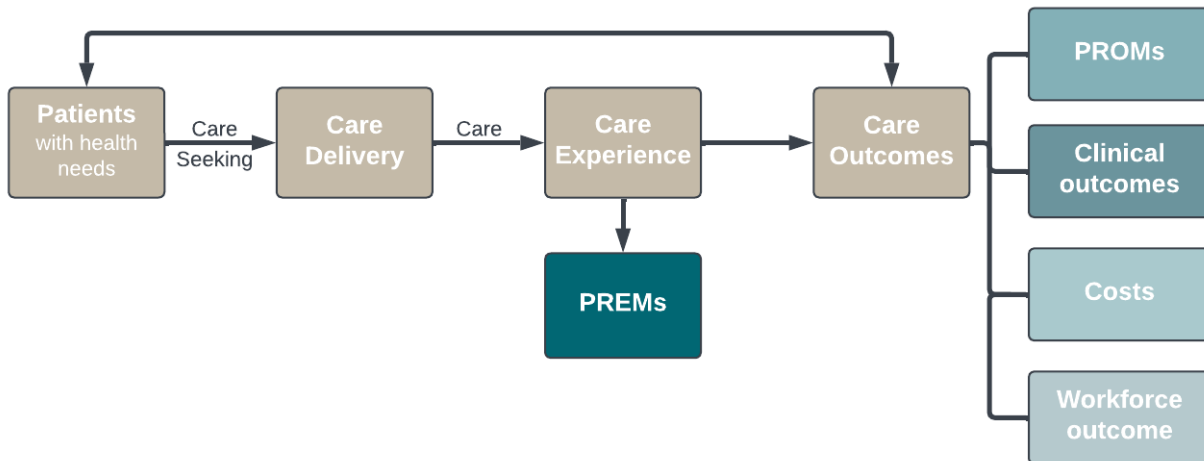 Patients
with health
needs
Care
Seeking
Care
Delivery
Care
Care
Experience
Care
Outcomes
PREMs
PROMs
Clinical
outcomes
Costs
Workforce
outcome